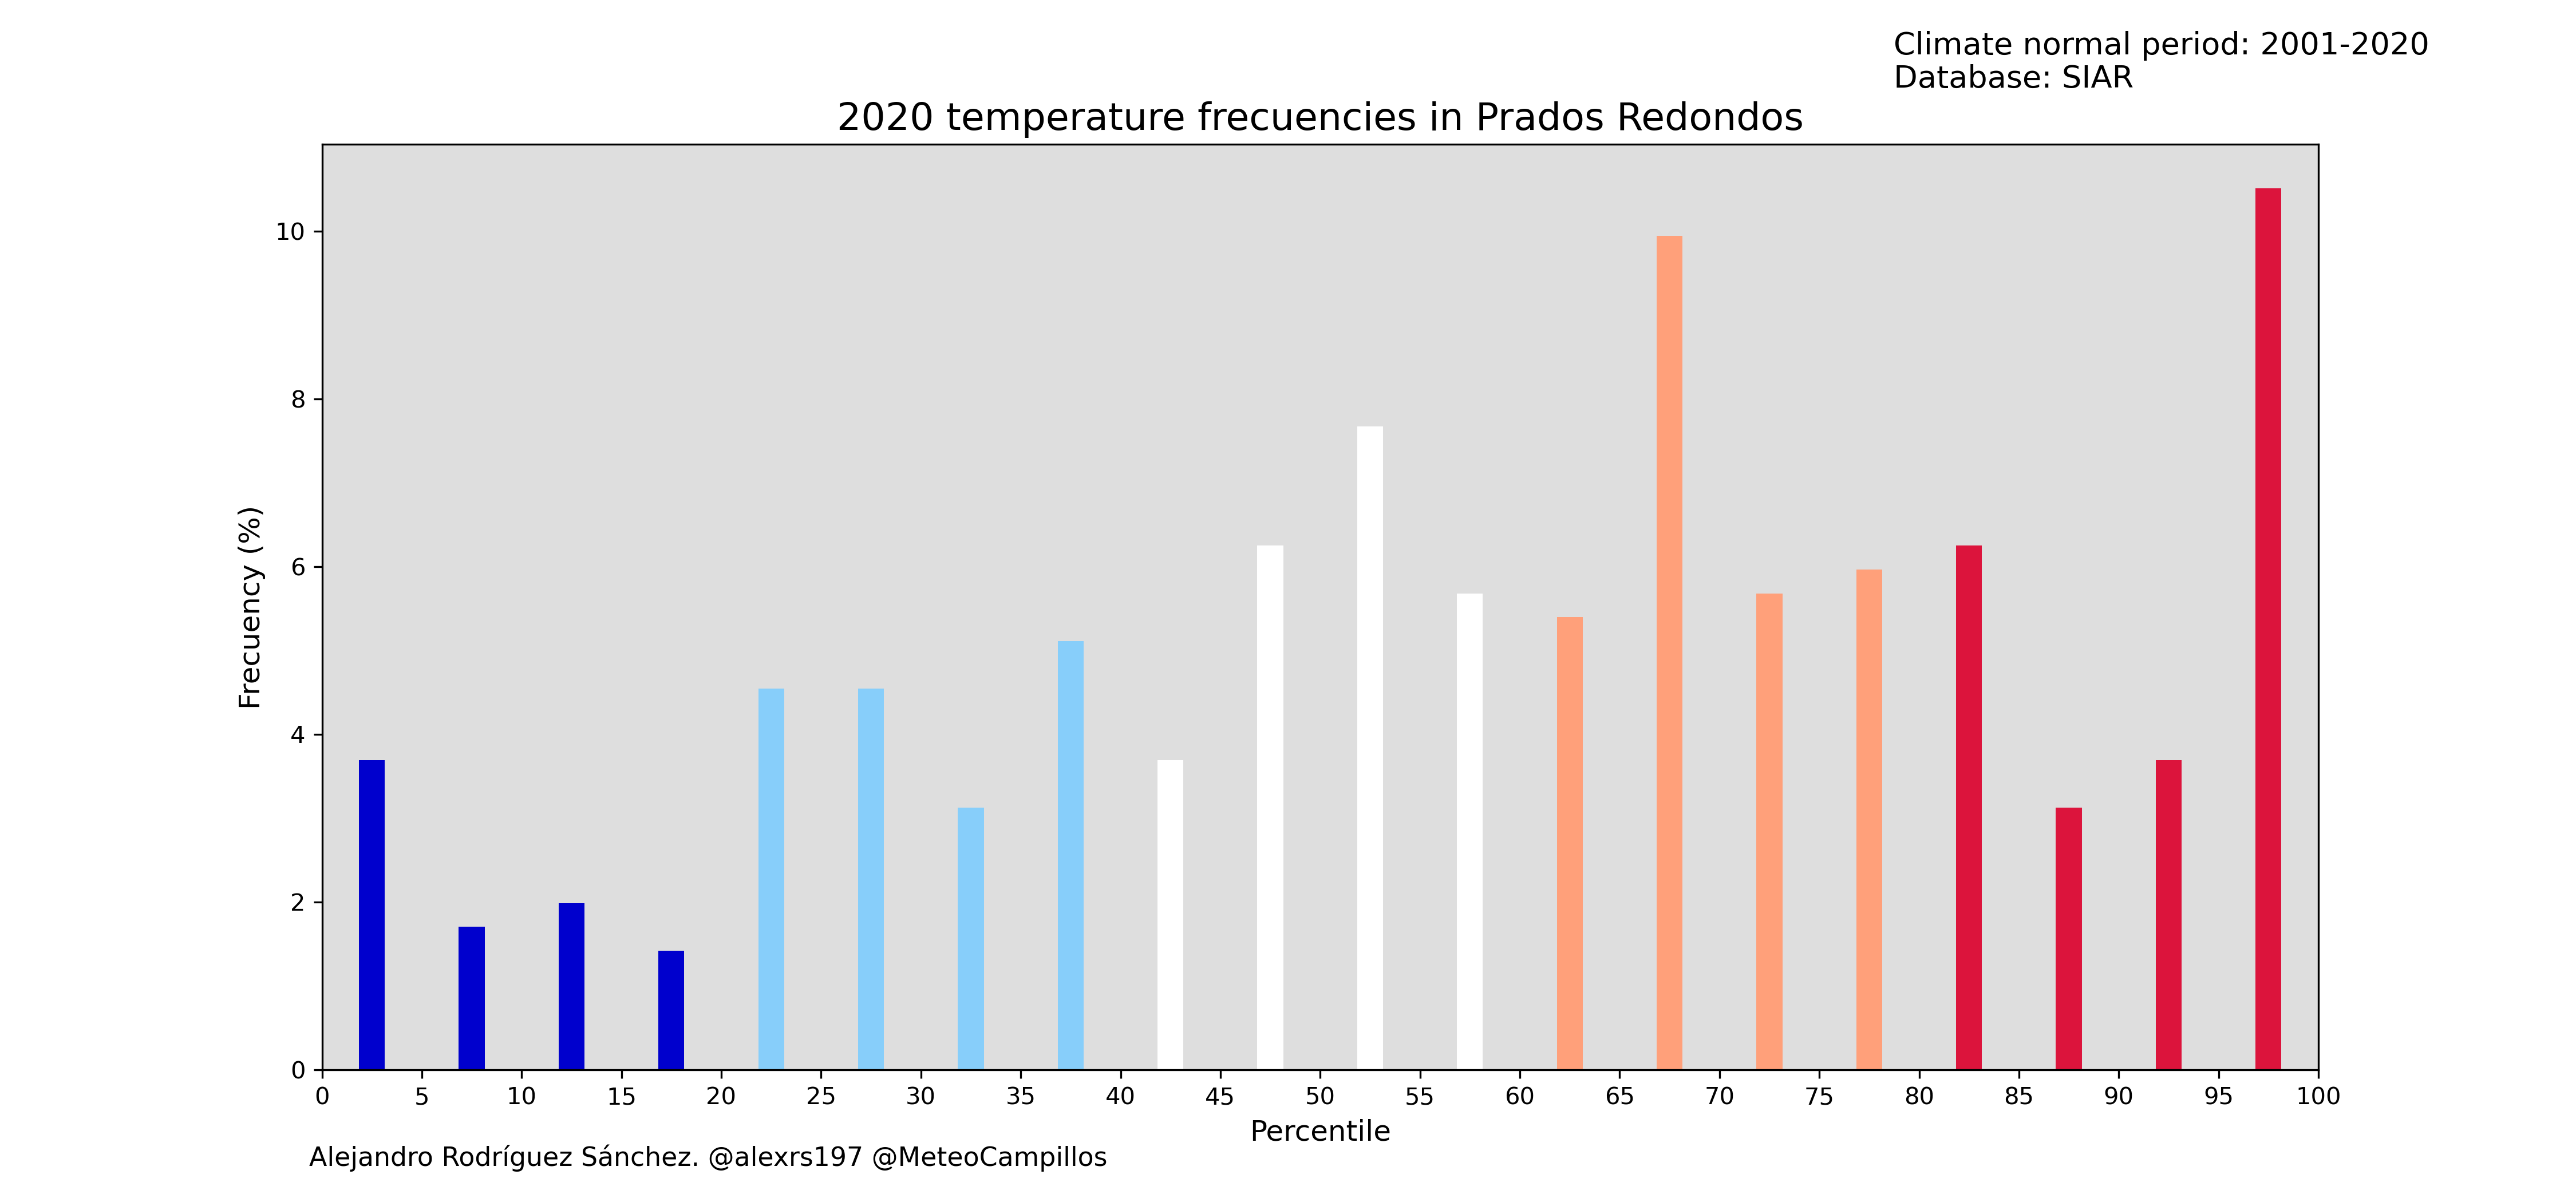 Climate normal period: 2001-2020
Database: SIAR
2020 temperature frecuencies in Prados Redondos
Frecuency (%)
10
8
6
4
2
0
0 5 10 15 20 25 30 35 40 45 50 55 60 65 70 75 80 85 90 95 100
Percentile
Alejandro Rodríguez Sánchez. @alexrs197 @MeteoCampillos